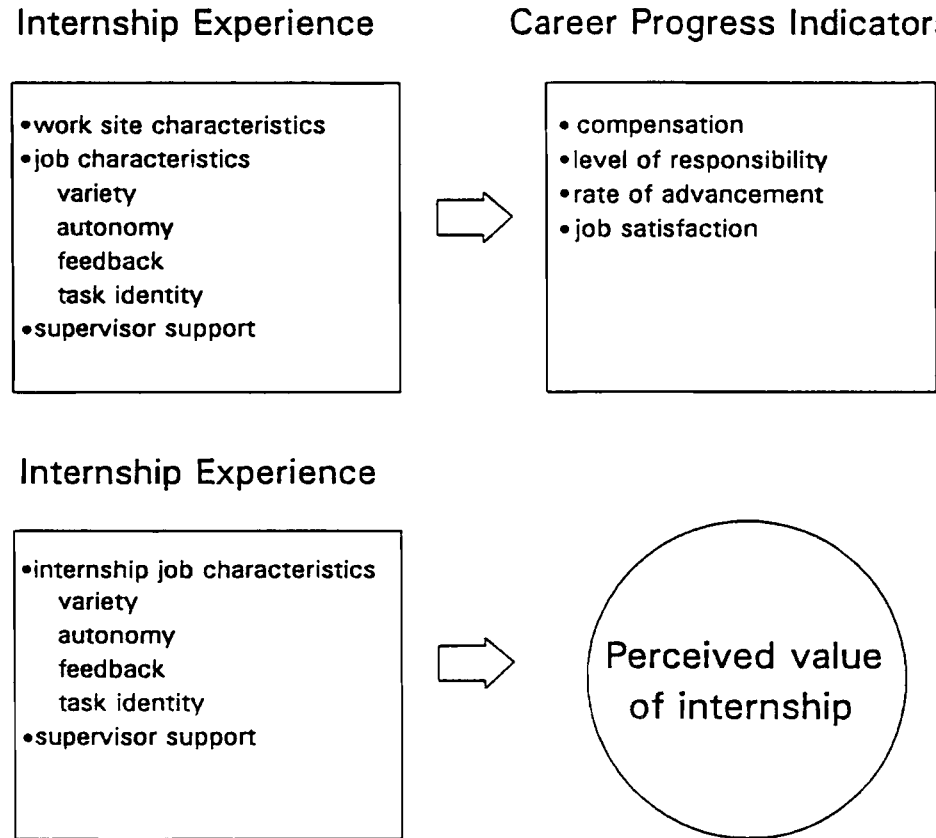 Internship Experience
Career Progress Indicators
•work site characteristics
•job characteristics
variety
autonomy
feedback
task identity
•supervisor support
• compensation
•level of responsibility
•rate of advancement
•job satisfaction
Internship Experience
•internship job characteristics
variety
autonomy
feedback
task identity
•supervisor support
Perceived value
of internship